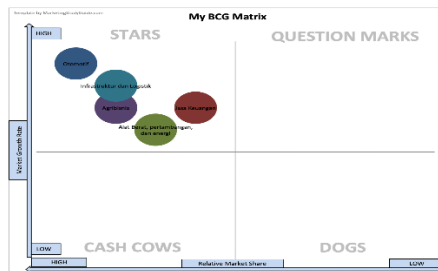 My BCG Matrix
STARS
QUESTION MARKS
HIGH
Otomotif
Infrastruktur dan Logistik
Agribisnis
Jasa Keuangan
Alat Berat, pertambangan,
dan energi
Market Growth Rate
LOW
CASH COWS
DOGS
HIGH
Relative Market Share
LOW